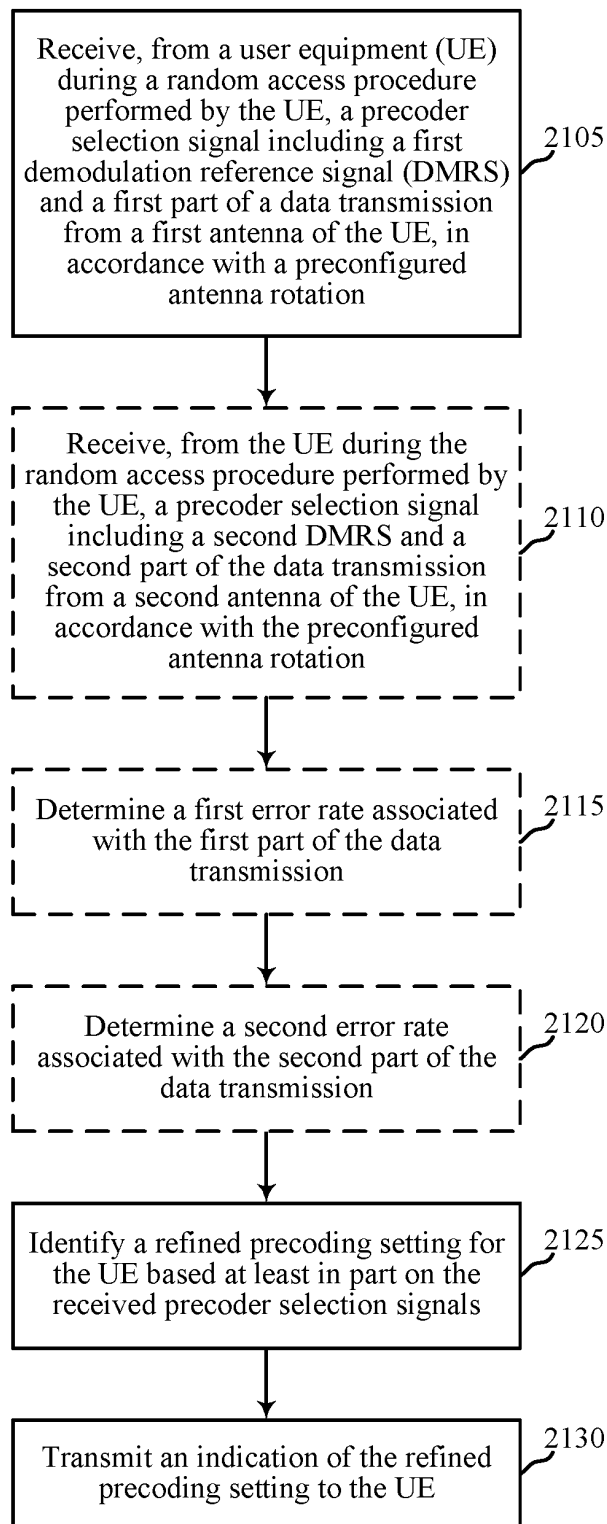 Receive, from a user equipment (UE)
during a random access procedure
performed by the UE, a precoder
selection signal including a first
demodulation reference signal (DMRS)
and a first part of a data transmission
from a first antenna of the UE, in
accordance with a preconfigured
antenna rotation
2105
Receive, from the UE during the
random access procedure performed by
the UE, a precoder selection signal
including a second DMRS and a
second part of the data transmission
from a second antenna of the UE, in
accordance with the preconfigured
antenna rotation
2110
Determine a first error rate associated
with the first part of the data
transmission
2115
Determine a second error rate
associated with the second part of the
data transmission
2120
Identify a refined precoding setting for
the UE based at least in part on the
received precoder selection signals
2125
Transmit an indication of the refined
precoding setting to the UE
2130